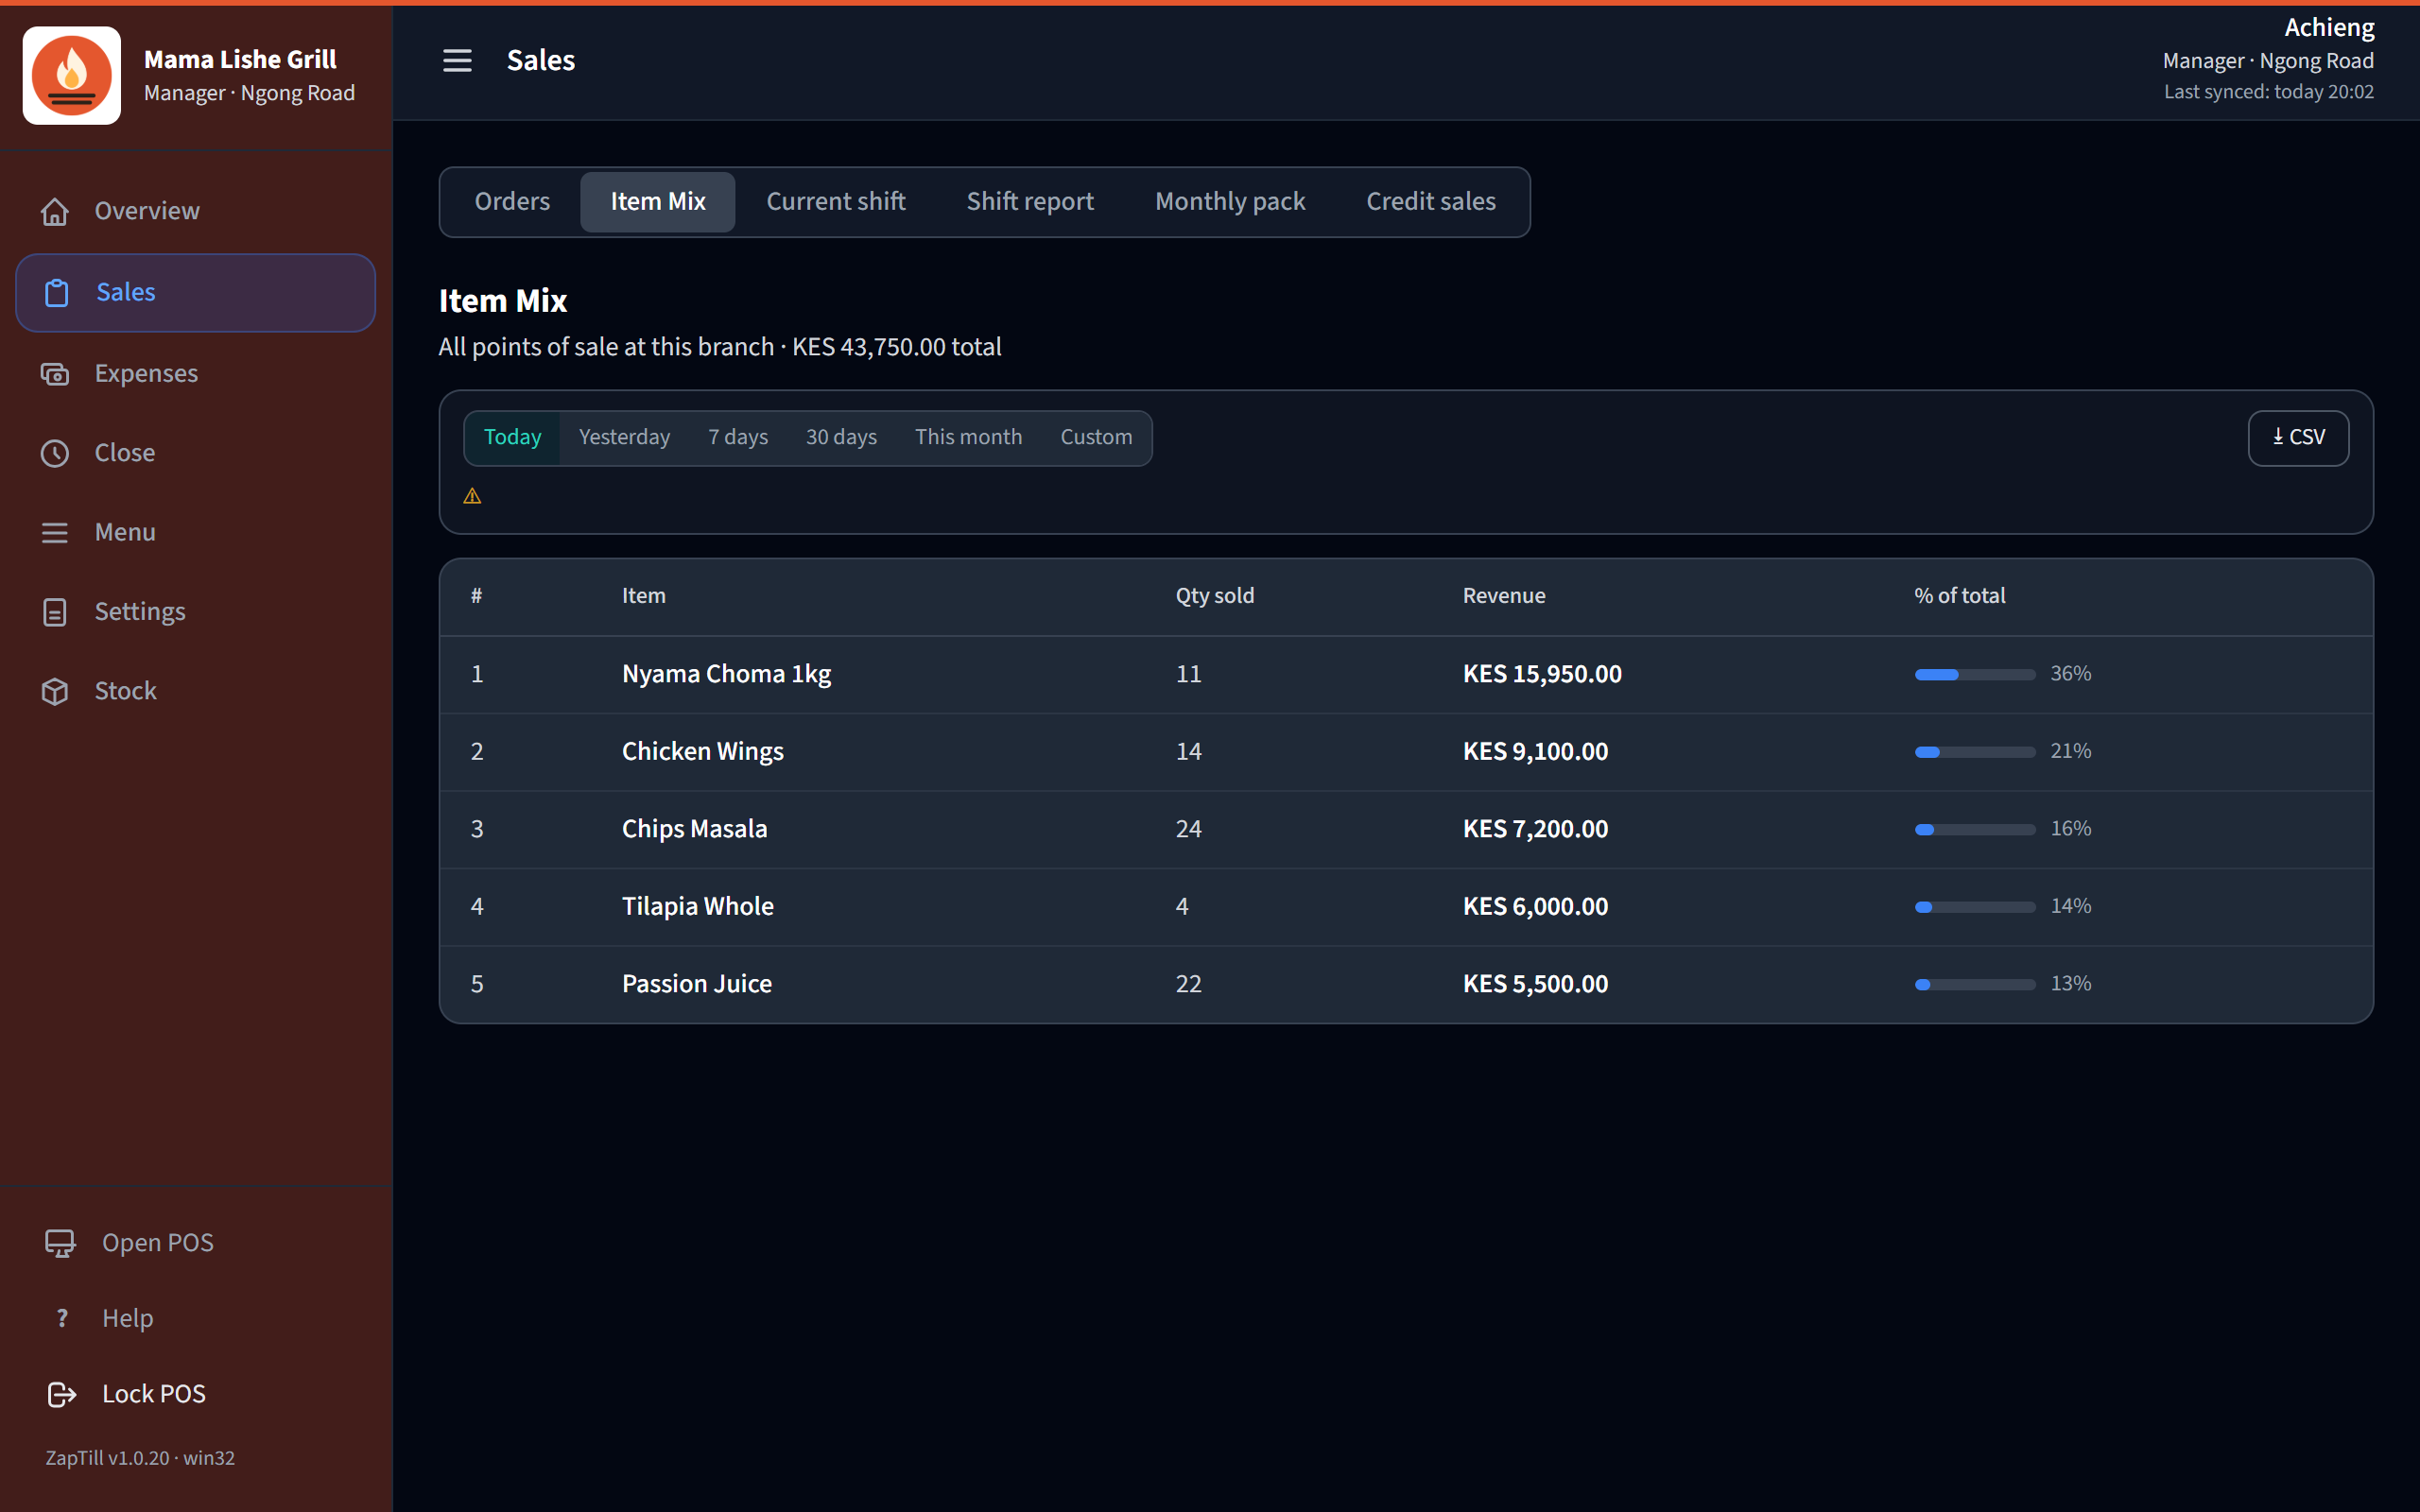 Mama Lishe Grill
Manager · Ngong Road
Overview
Sales
Expenses
Close
Menu
Settings
Stock
Open POS
? Help
Lock POS
ZapTill v1.0.20 · win32
Sales
Achieng
Manager · Ngong Road
Last synced: today 20:02
Orders Item Mix Current shift Shift report Monthly pack Credit sales
Item Mix
All points of sale at this branch · KES 43,750.00 total
Today Yesterday 7 days 30 days This month Custom
CSV
# Item Qty sold Revenue % of total
1 Nyama Choma 1kg 11 KES 15,950.00 36%
2 Chicken Wings 14 KES 9,100.00 21%
3 Chips Masala 24 KES 7,200.00 16%
4 Tilapia Whole 4 KES 6,000.00 14%
5 Passion Juice 22 KES 5,500.00 13%